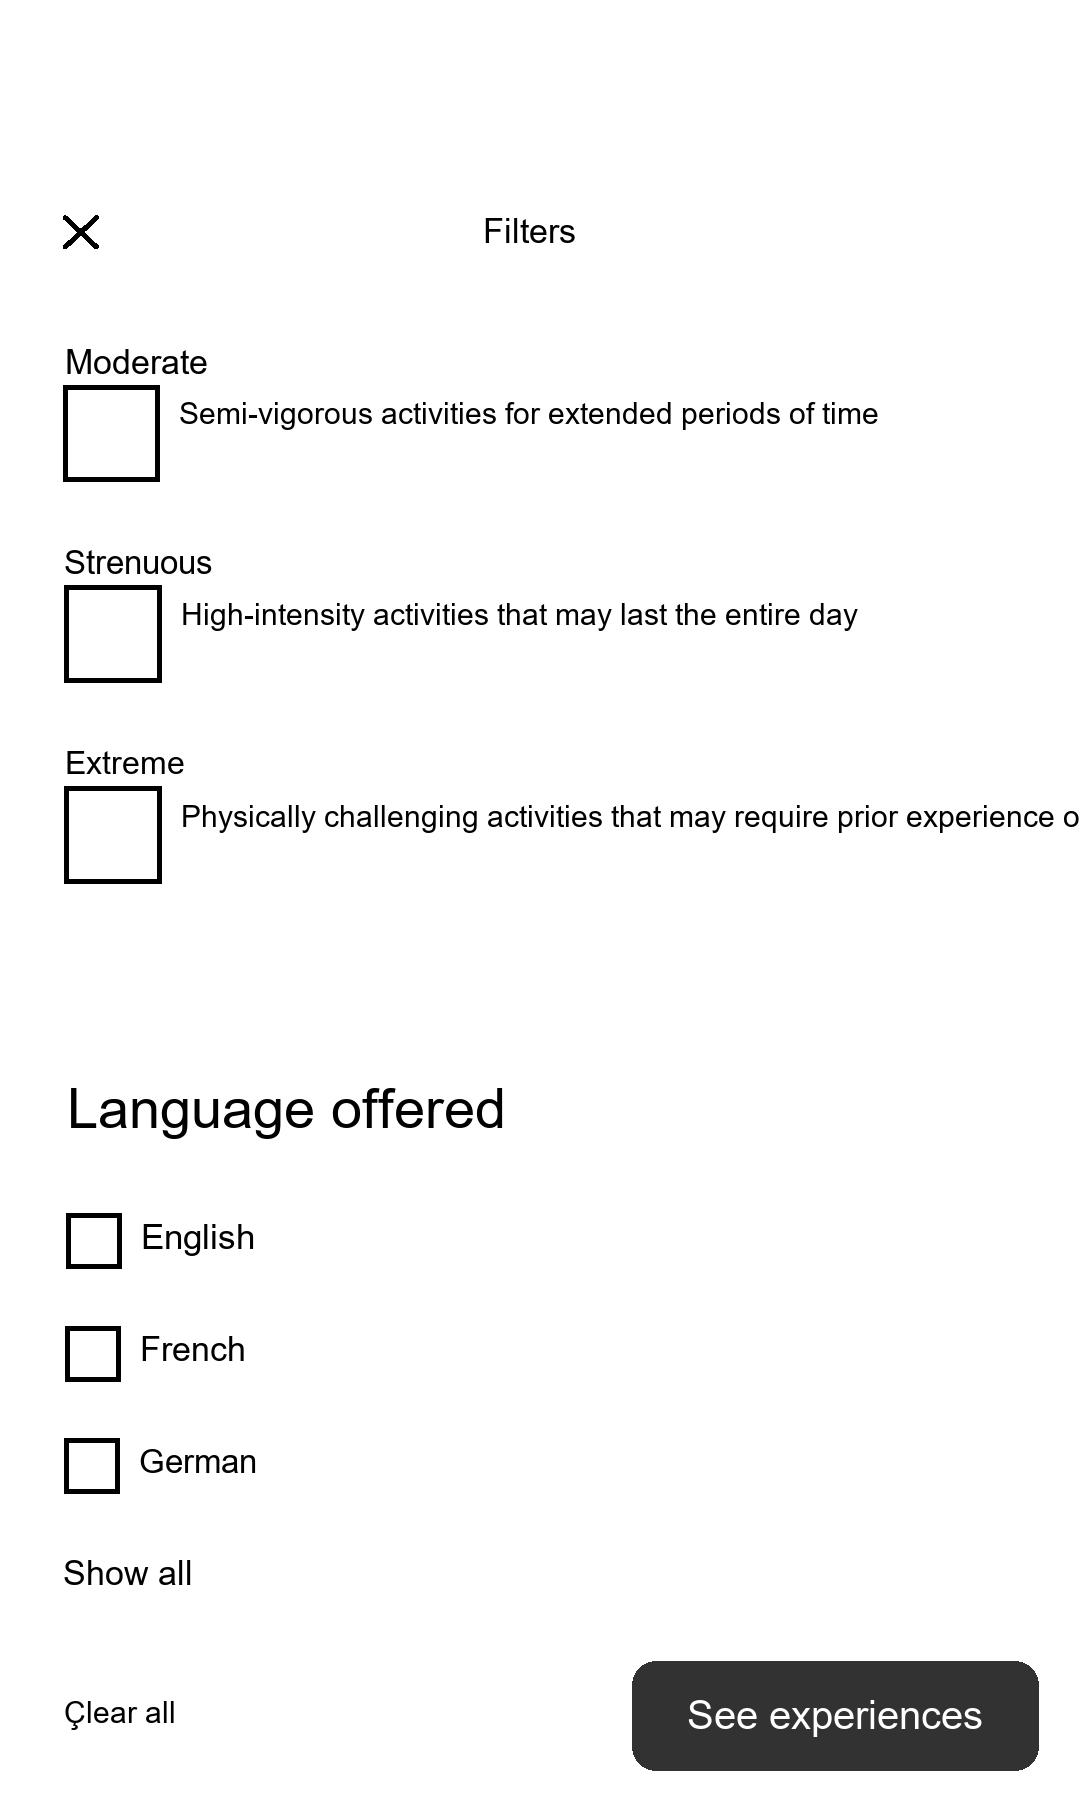 Filters
Moderate
Semi-vigorous activities for extended periods of time
Strenuous
High-intensity activities that may last the entire day
Extreme
Physically challenging activities that may require prior experience o
Language offered
English
French
German
Show all
Çlear all
See experiences